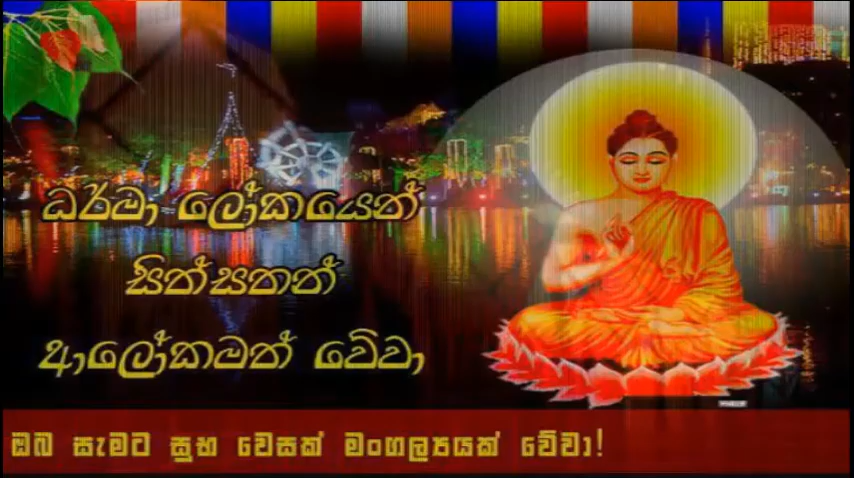 ධර්මා ලෝකයෙන්
සිත්සතන්
ආලෝකමත් වේවා
ඔබ සැමට සුභ වෙසක් මංගල්‍යයක් වේවා!